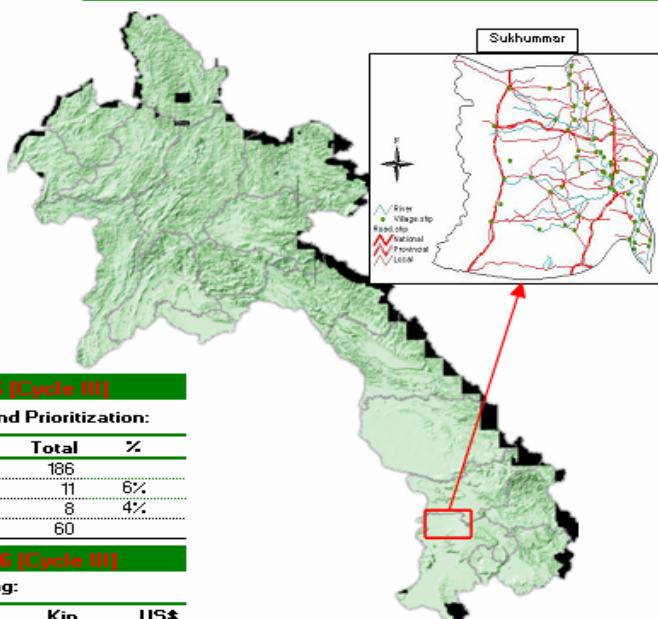 Sukhummar
N
River
Village.shp
Road.shp
National
Provincial
Local
[Cycle III]
nd Prioritization:
Total %
186
11 6%
8 4%
60
6 [Cycle III]
ng:
Kip US$